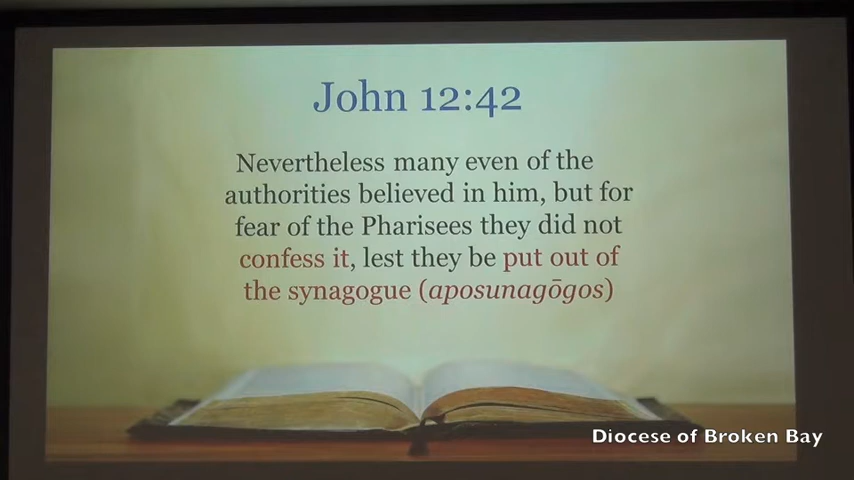 John 12:42
Nevertheless many even of the
authorities believed in him, but for
fear of the Pharisees they did not
confess it, lest they be put out of
the synagogue (aposunagōgos)
Diocese of Broken Bay